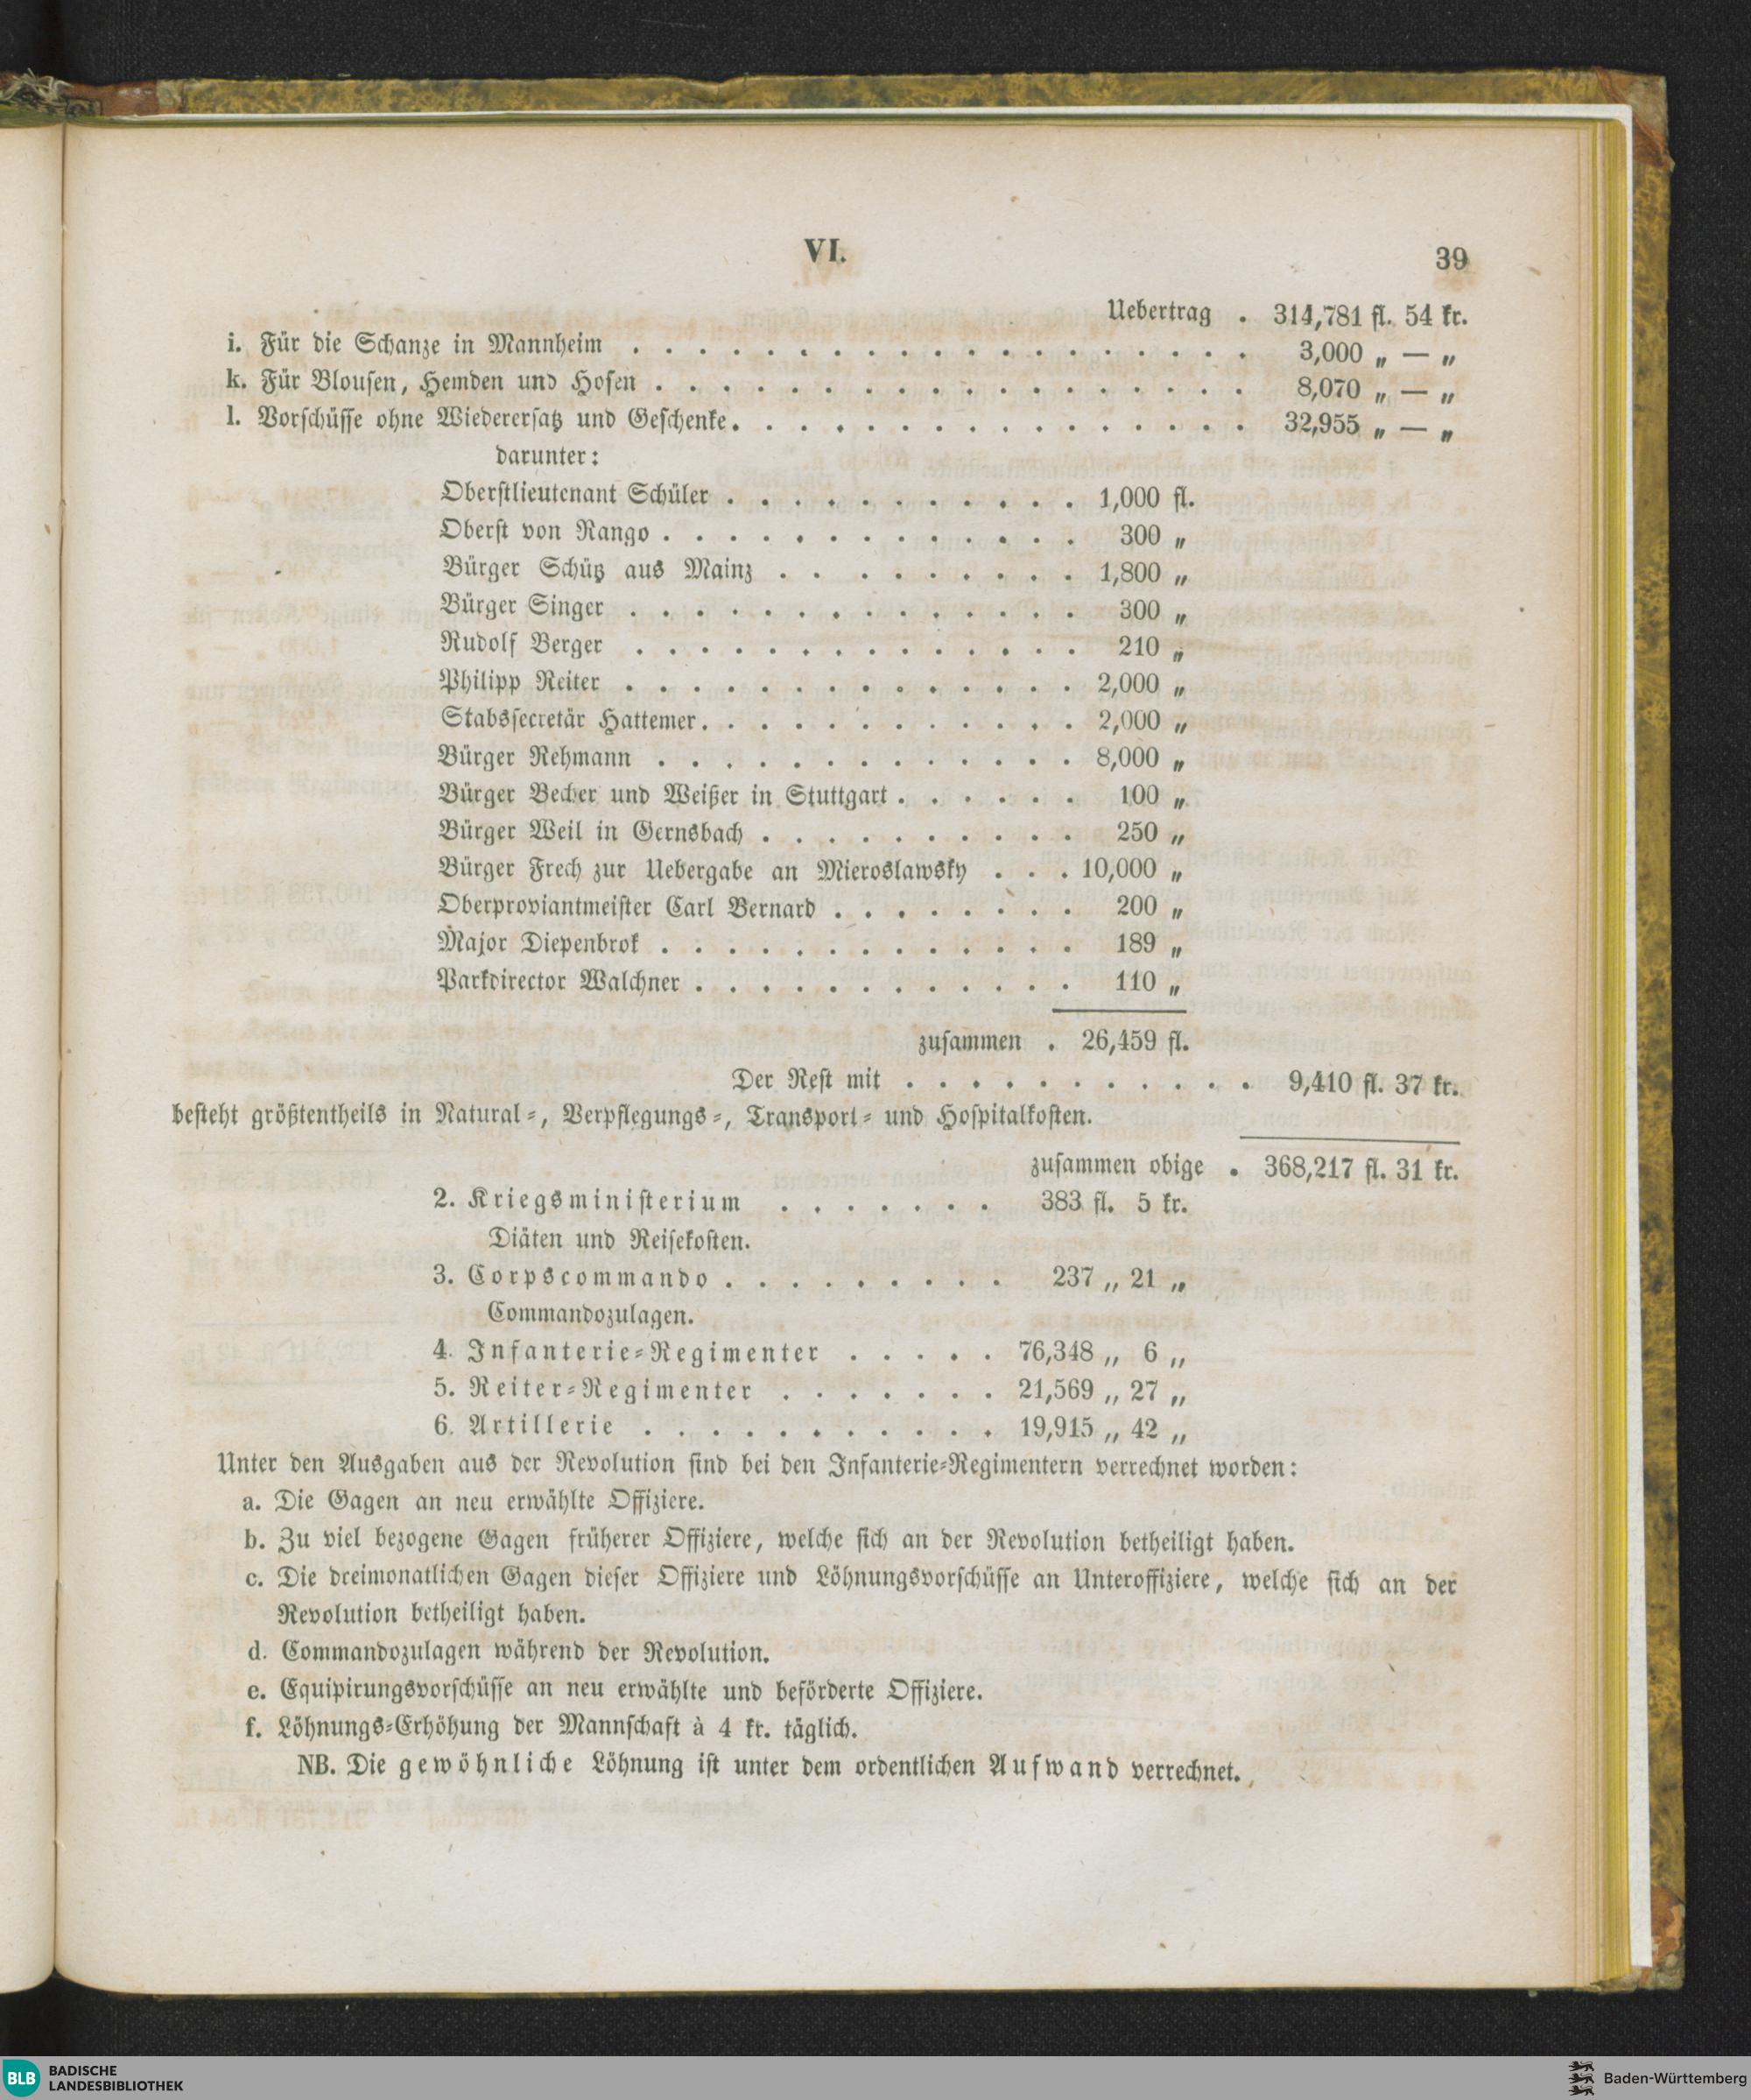 VI.
39
Uebertrag . 314,781 fl. 54 kr.
i. Für die Schanze in Mannheim . . . . . . . . . . . . . . . . . . . 3,000 „ — „
k. Für Blousen, Hemden und Hosen . . . . . . . . . . . . . . . . . . 8,070 „ — „
l. Vorschüsse ohne Wiederersatz und Geschenke. . . . . . . . . . . . . . . . 32,955 „ — „
darunter:
Oberstlieutenant Schüler . . . . . . . . . . . 1,000 fl.
Oberst von Rango . . . . . . . . . . . . . 300 „
Bürger Schütz aus Mainz . . . . . . . . . 1,800 „
Bürger Singer . . . . . . . . . . . . . . 300 „
Rudolf Berger . . . . . . . . . . . . . . 210 „
Philipp Reiter . . . . . . . . . . . . . . 2,000 „
Stabssecretär Hattemer. . . . . . . . . . . . 2,000 „
Bürger Rehmann . . . . . . . . . . . . . 8,000 „
Bürger Becher und Weißer in Stuttgart . . . . . . 100 „
Bürger Weil in Gernsbach . . . . . . . . . . 250 „
Bürger Frech zur Uebergabe an Mieroslawsky . . . 10,000 „
Oberproviantmeister Carl Bernard . . . . . . . . 200 „
Major Diepenbrok . . . . . . . . . . . . . 189 „
Parkdirector Walchner . . . . . . . . . . . . 110 „
zusammen . 26,459 fl.
Der Rest mit . . . . . . . . . . . 9,410 fl. 37 kr.
besteht größtentheils in Natural-, Verpflegungs-, Transport- und Hospitalkosten.
zusammen obige . 368,217 fl. 31 kr.
2. Kriegsministerium . . . . . . . 383 fl. 5 kr.
Diäten und Reisekosten.
3. Corpscommando . . . . . . . . . 237 „ 21 „
Commandozulagen.
4. Infanterie-Regimenter . . . . . 76,348 „ 6 „
5. Reiter-Regimenter . . . . . . . 21,569 „ 27 „
6. Artillerie . . . . . . . . . . . 19,915 „ 42 „
Unter den Ausgaben aus der Revolution sind bei den Infanterie-Regimentern verrechnet worden:
a. Die Gagen an neu erwählte Offiziere.
b. Zu viel bezogene Gagen früherer Offiziere, welche sich an der Revolution betheiligt haben.
c. Die dreimonatlichen Gagen dieser Offiziere und Löhnungsvorschüsse an Unteroffiziere, welche sich an der
Revolution betheiligt haben.
d. Commandozulagen während der Revolution.
e. Equipirungsvorschüsse an neu erwählte und beförderte Offiziere.
f. Löhnungs-Erhöhung der Mannschaft à 4 kr. täglich.
NB. Die gewöhnliche Löhnung ist unter dem ordentlichen Aufwand verrechnet.
BLB BADISCHE
LANDESBIBLIOTHEK
Baden-Württemberg